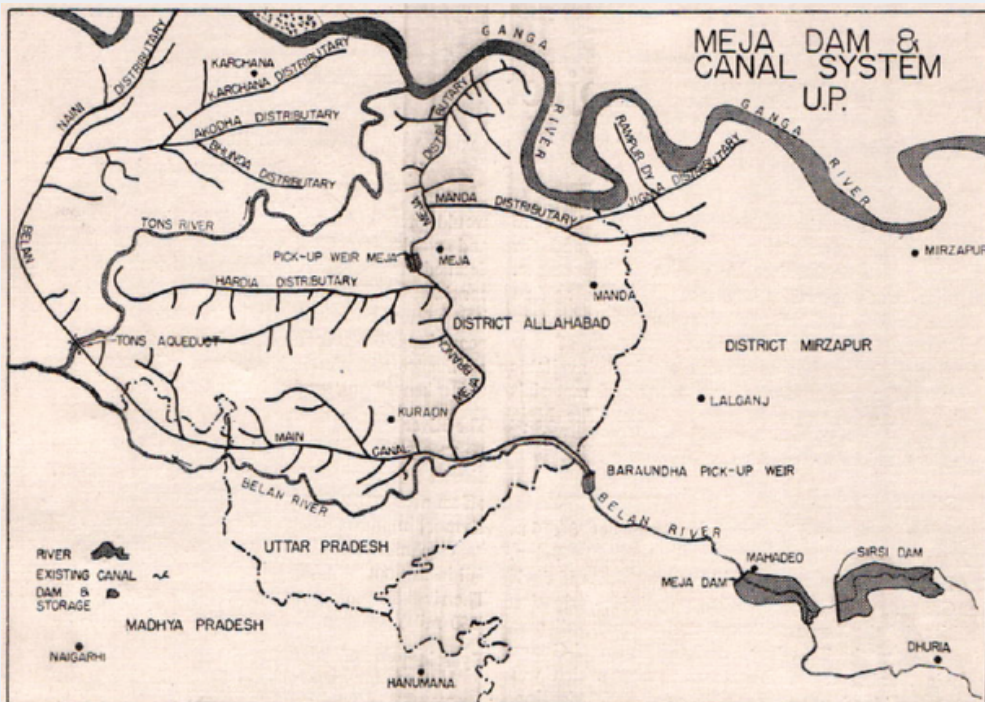 MEJA DAM &
CANAL SYSTEM
U.P.
GANGA
RIVER
GANGA
RIVER
NAINI DISTRIBUTARY
KARCHANA
KARCHANA DISTRIBUTARY
AKODHA DISTRIBUTARY
BHUNDA DISTRIBUTARY
MEJA DISTRIBUTARY
RAMPUR DY.
JIGNA DISTRIBUTARY
MANDA DISTRIBUTARY
TONS RIVER
BELAN
PICK-UP WEIR MEJA
MEJA
MIRZAPUR
HARDIA DISTRIBUTARY
MANDA
DISTRICT ALLAHABAD
TONS AQUEDUCT
DISTRICT MIRZAPUR
MEJA BRANCH
LALGANJ
KURAON
MAIN CANAL
BARAUNDHA PICK-UP WEIR
BELAN RIVER
BELAN RIVER
UTTAR PRADESH
RIVER
EXISTING CANAL
DAM &
STORAGE
MAHADEO
SIRSI DAM
MEJA DAM
MADHYA PRADESH
NAIGARHI
HANUMANA
DHURIA